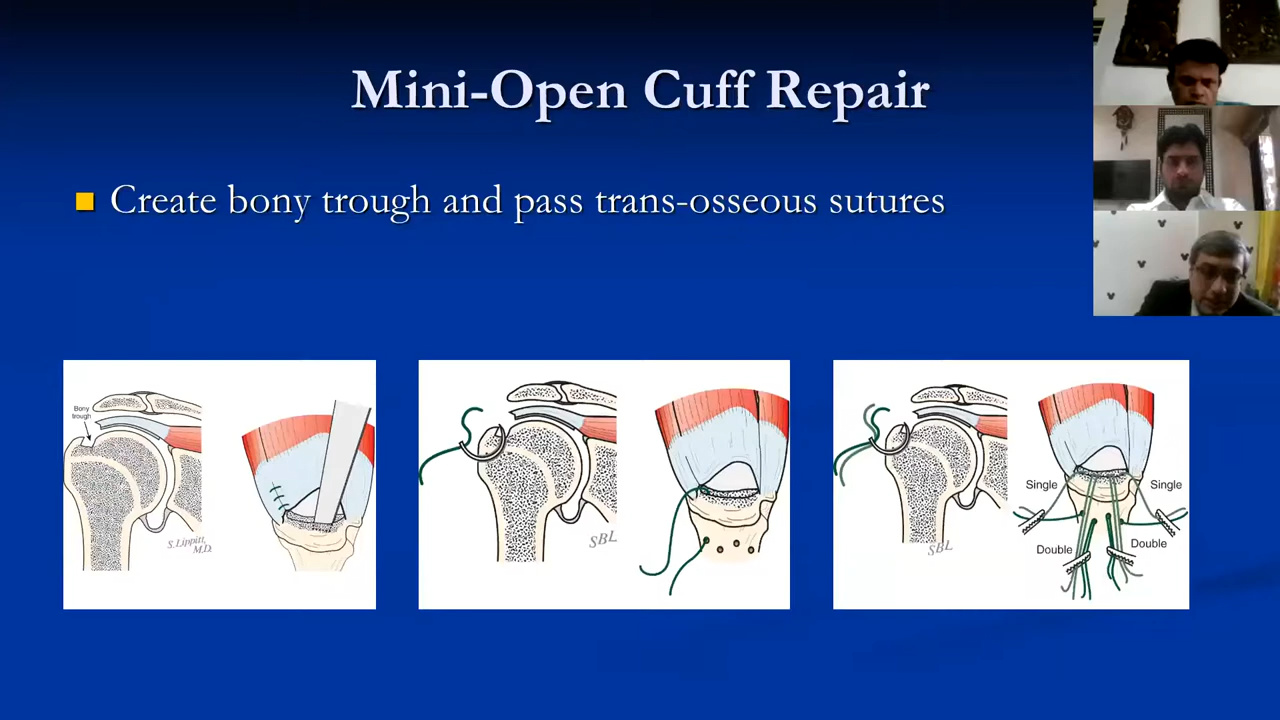 Mini-Open Cuff Repair
Create bony trough and pass trans-osseous sutures
Bony
trough
S. Lippitt,
M.D.
SBL
SBL
Single
Single
Double
Double